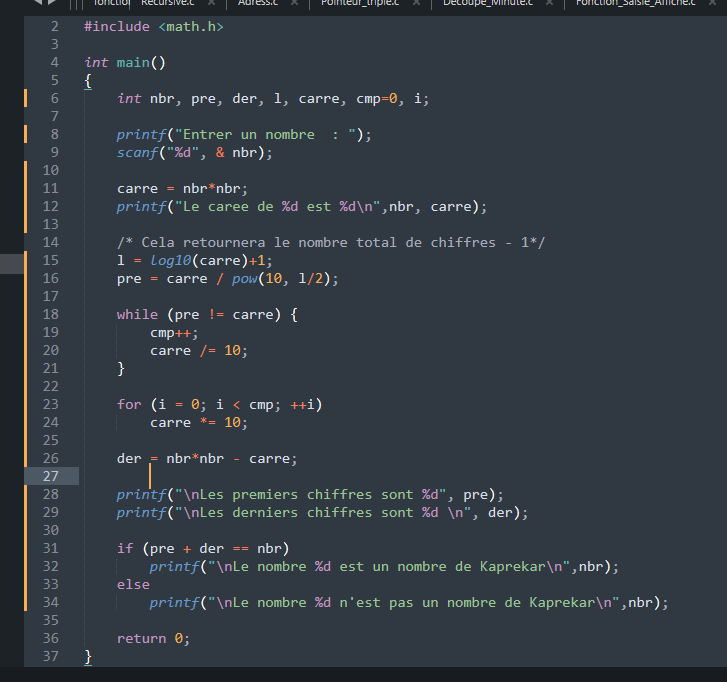 fonction Recursive.c × Adress.c × Pointeur_triple.c × Decoupe_Minute.c × Fonction_Saisie_Affiche.c ×
2 #include <math.h>
3
4 int main()
5 {
6 int nbr, pre, der, l, carre, cmp=0, i;
7
8 printf("Entrer un nombre  : ");
9 scanf("%d", & nbr);
10
11 carre = nbr*nbr;
12 printf("Le caree de %d est %d\n",nbr, carre);
13
14 /* Cela retournera le nombre total de chiffres - 1*/
15 l = log10(carre)+1;
16 pre = carre / pow(10, l/2);
17
18 while (pre != carre) {
19 cmp++;
20 carre /= 10;
21 }
22
23 for (i = 0; i < cmp; ++i)
24 carre *= 10;
25
26 der = nbr*nbr - carre;
27
28 printf("\nLes premiers chiffres sont %d", pre);
29 printf("\nLes derniers chiffres sont %d \n", der);
30
31 if (pre + der == nbr)
32 printf("\nLe nombre %d est un nombre de Kaprekar\n",nbr);
33 else
34 printf("\nLe nombre %d n'est pas un nombre de Kaprekar\n",nbr);
35
36 return 0;
37 }